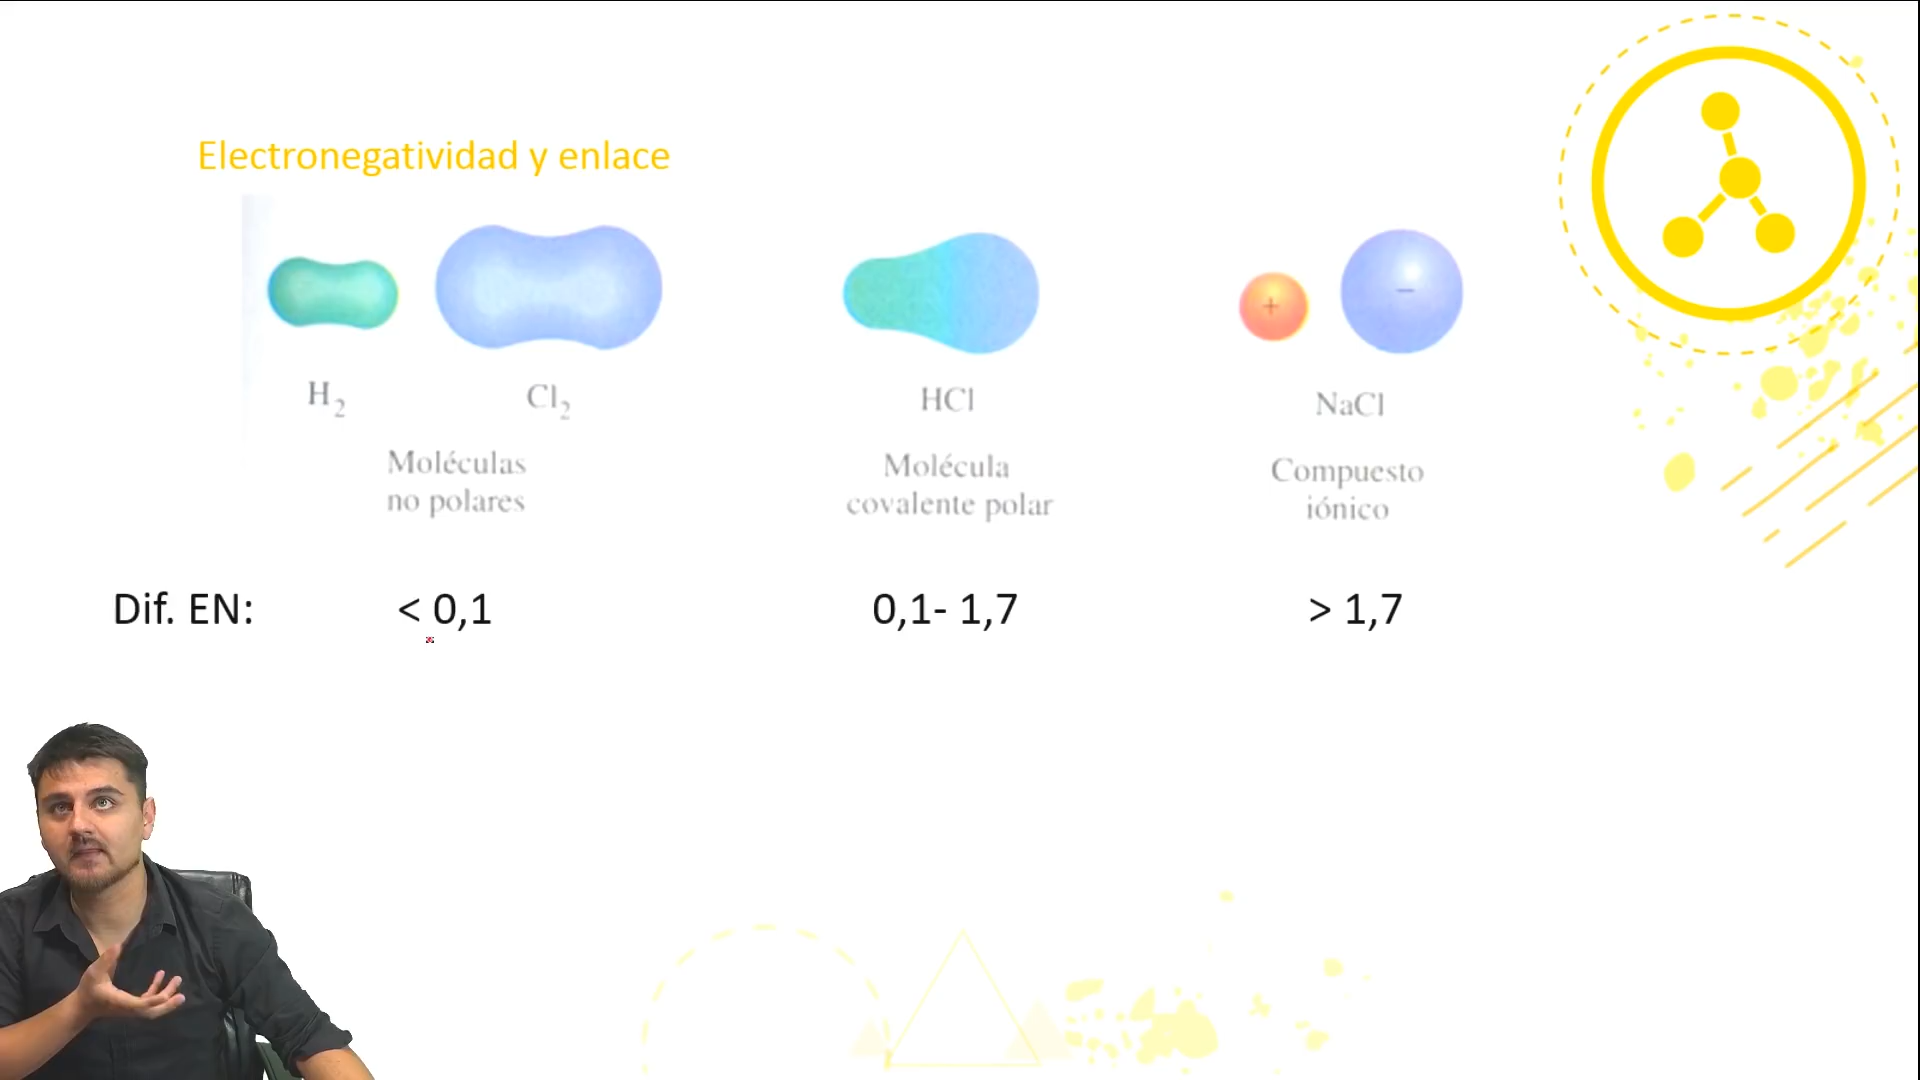 Electronegatividad y enlace
+ −
H₂ Cl₂ HCl NaCl
Moléculas
no polares
Molécula
covalente polar
Compuesto
iónico
Dif. EN: < 0,1 0,1- 1,7 > 1,7